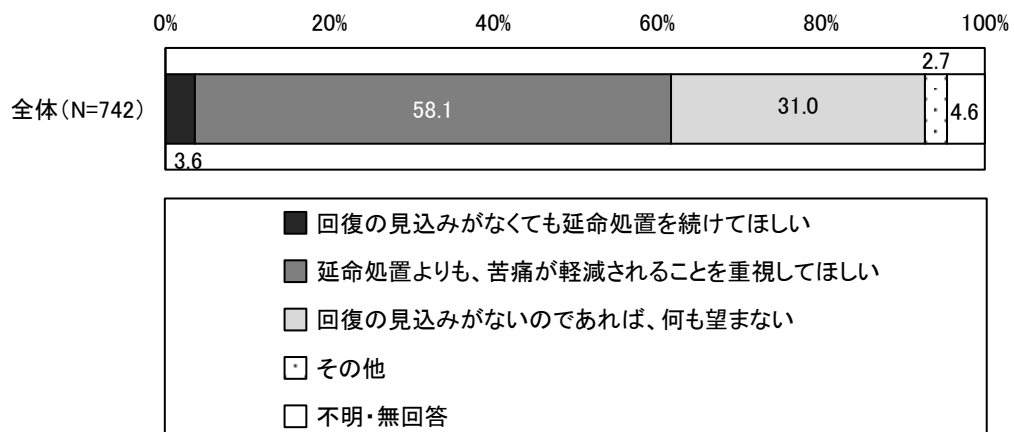 0% 20% 40% 60% 80% 100%
2.7
全体(N=742) 58.1 31.0 4.6
3.6
回復の見込みがなくても延命処置を続けてほしい
延命処置よりも、苦痛が軽減されることを重視してほしい
回復の見込みがないのであれば、何も望まない
その他
不明・無回答